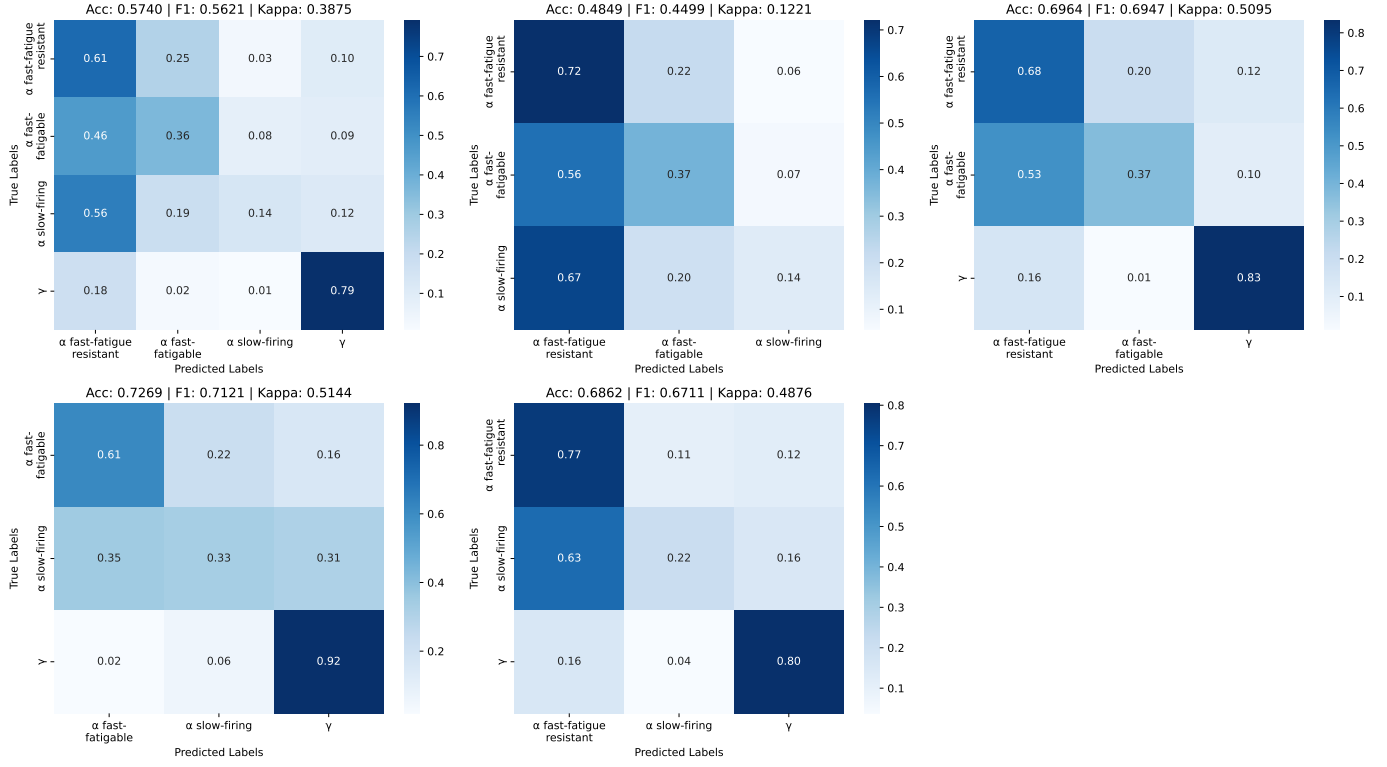 Acc: 0.5740 | F1: 0.5621 | Kappa: 0.3875
True Labels
α fast-fatigue
resistant
α fast-
fatigable
α slow-firing
γ
0.61 0.25 0.03 0.10
0.46 0.36 0.08 0.09
0.56 0.19 0.14 0.12
0.18 0.02 0.01 0.79
α fast-fatigue
resistant
α fast-
fatigable
α slow-firing
γ
Predicted Labels
0.7
0.6
0.5
0.4
0.3
0.2
0.1
Acc: 0.4849 | F1: 0.4499 | Kappa: 0.1221
True Labels
α fast-fatigue
resistant
α fast-
fatigable
α slow-firing
0.72 0.22 0.06
0.56 0.37 0.07
0.67 0.20 0.14
α fast-fatigue
resistant
α fast-
fatigable
α slow-firing
Predicted Labels
0.7
0.6
0.5
0.4
0.3
0.2
0.1
Acc: 0.6964 | F1: 0.6947 | Kappa: 0.5095
True Labels
α fast-fatigue
resistant
α fast-
fatigable
γ
0.68 0.20 0.12
0.53 0.37 0.10
0.16 0.01 0.83
α fast-fatigue
resistant
α fast-
fatigable
γ
Predicted Labels
0.8
0.7
0.6
0.5
0.4
0.3
0.2
0.1
Acc: 0.7269 | F1: 0.7121 | Kappa: 0.5144
True Labels
α fast-
fatigable
α slow-firing
γ
0.61 0.22 0.16
0.35 0.33 0.31
0.02 0.06 0.92
α fast-
fatigable
α slow-firing
γ
Predicted Labels
0.8
0.6
0.4
0.2
Acc: 0.6862 | F1: 0.6711 | Kappa: 0.4876
True Labels
α fast-fatigue
resistant
α slow-firing
γ
0.77 0.11 0.12
0.63 0.22 0.16
0.16 0.04 0.80
α fast-fatigue
resistant
α slow-firing
γ
Predicted Labels
0.8
0.7
0.6
0.5
0.4
0.3
0.2
0.1